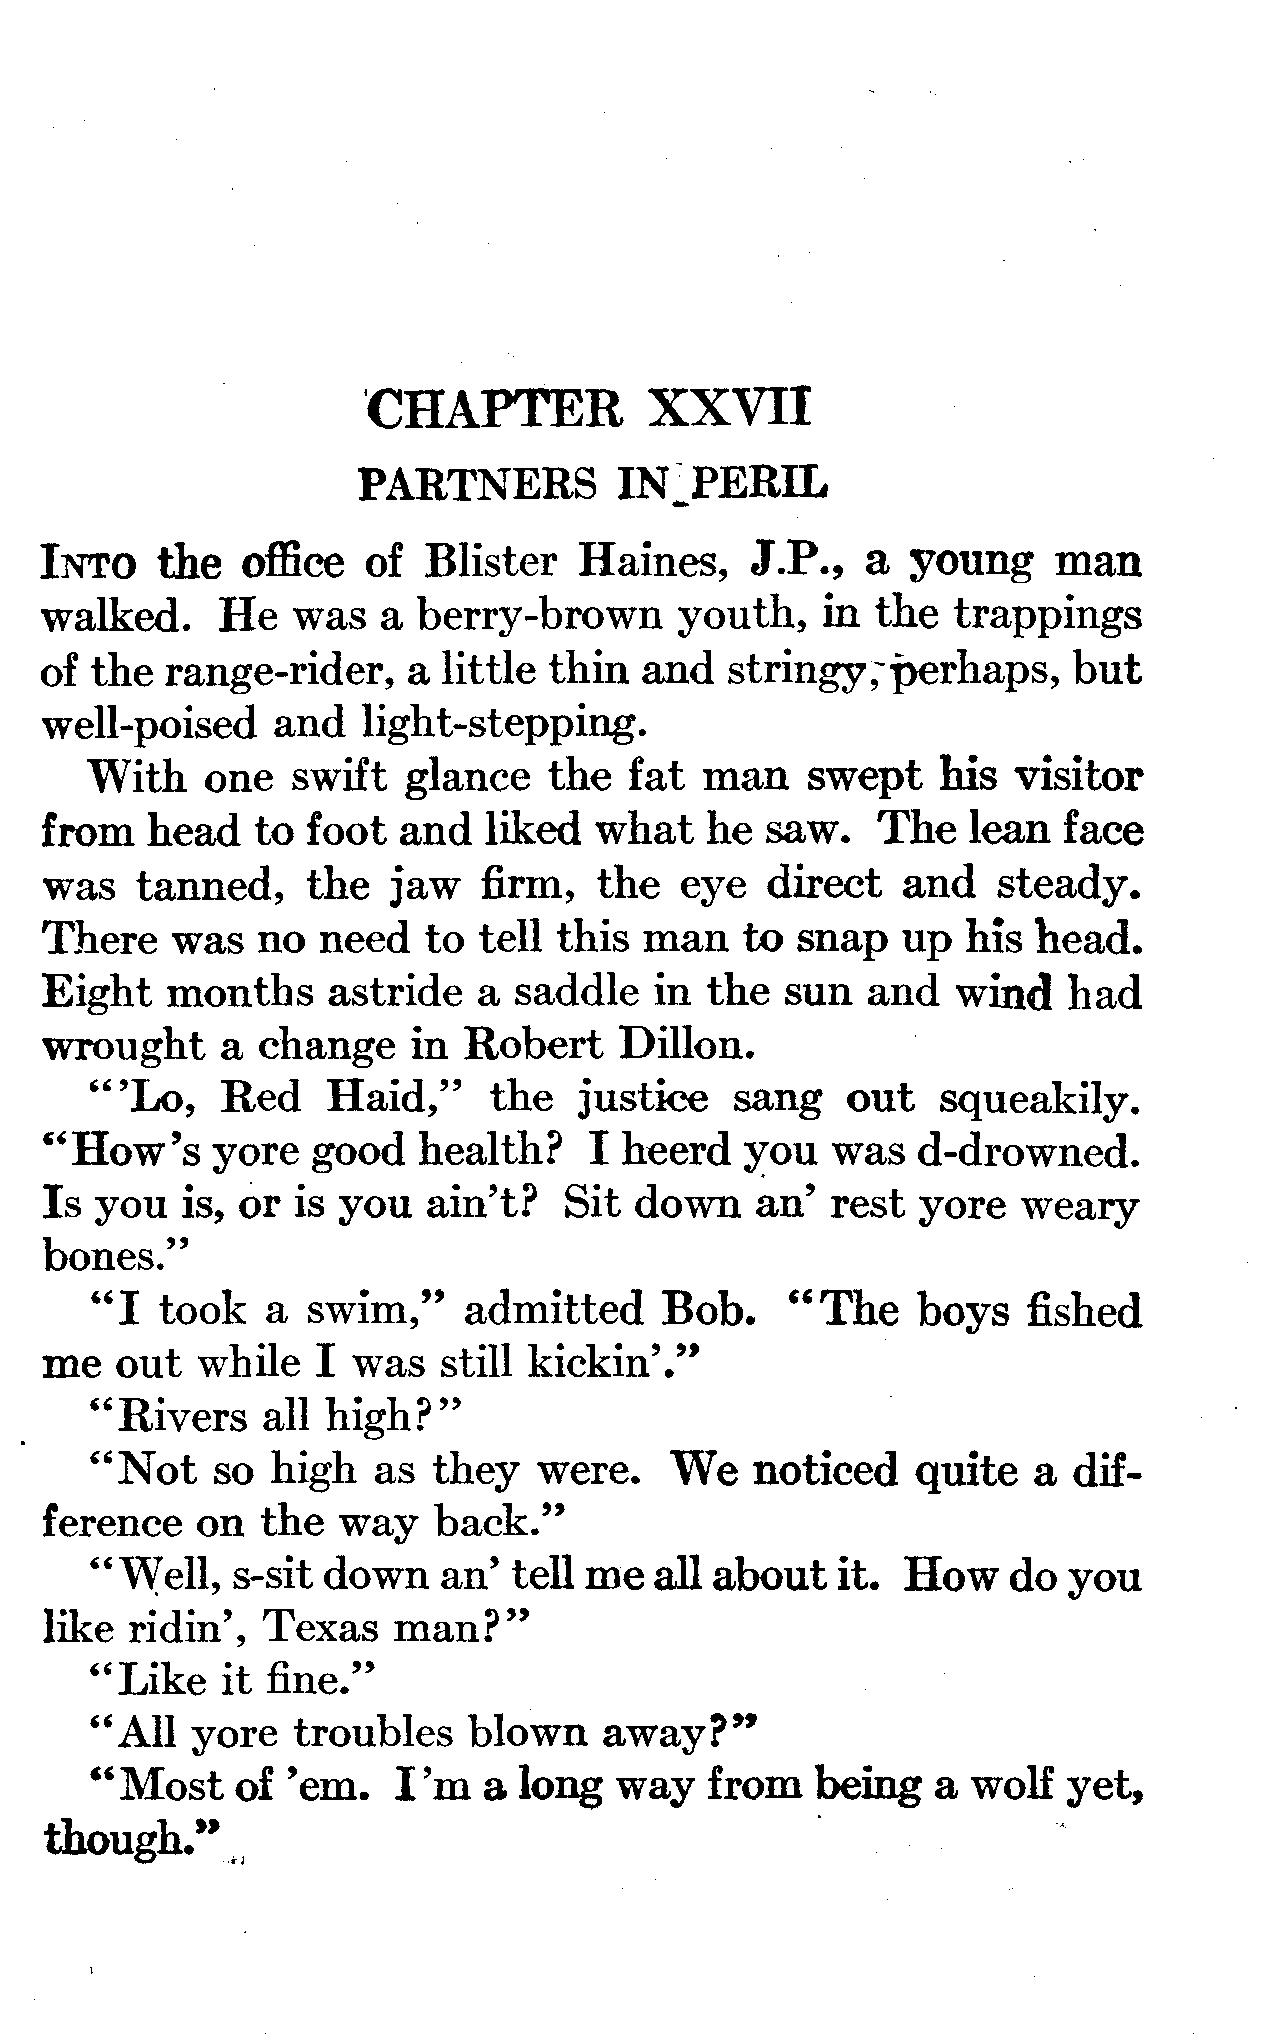 CHAPTER XXVII
PARTNERS IN PERIL
INTO the office of Blister Haines, J.P., a young man
walked. He was a berry-brown youth, in the trappings
of the range-rider, a little thin and stringy, perhaps, but
well-poised and light-stepping.
With one swift glance the fat man swept his visitor
from head to foot and liked what he saw. The lean face
was tanned, the jaw firm, the eye direct and steady.
There was no need to tell this man to snap up his head.
Eight months astride a saddle in the sun and wind had
wrought a change in Robert Dillon.
“’Lo, Red Haid,” the justice sang out squeakily.
“How’s yore good health? I heerd you was d-drowned.
Is you is, or is you ain’t? Sit down an’ rest yore weary
bones.”
“I took a swim,” admitted Bob. “The boys fished
me out while I was still kickin’.”
“Rivers all high?”
“Not so high as they were. We noticed quite a dif-
ference on the way back.”
“Well, s-sit down an’ tell me all about it. How do you
like ridin’, Texas man?”
“Like it fine.”
“All yore troubles blown away?”
“Most of ’em. I’m a long way from being a wolf yet,
though.”